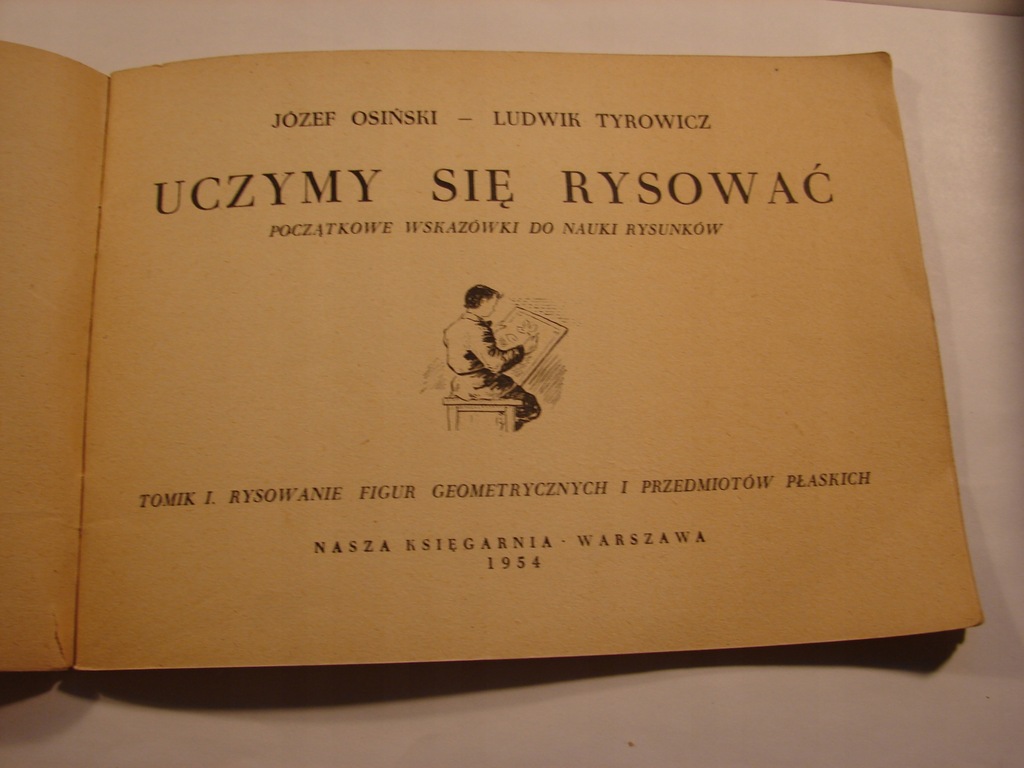 JÓZEF OSIŃSKI – LUDWIK TYROWICZ
UCZYMY SIĘ RYSOWAĆ
POCZĄTKOWE WSKAZÓWKI DO NAUKI RYSUNKÓW
TOMIK I. RYSOWANIE FIGUR GEOMETRYCZNYCH I PRZEDMIOTÓW PŁASKICH
NASZA KSIĘGARNIA · WARSZAWA
1954